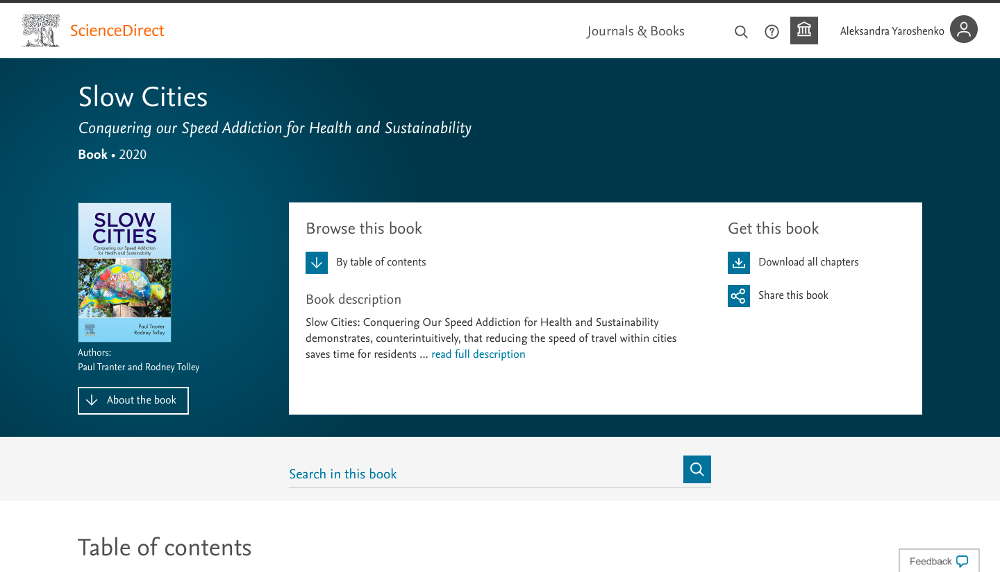 ScienceDirect
Journals & Books
Aleksandra Yaroshenko
Slow Cities
Conquering our Speed Addiction for Health and Sustainability
Book • 2020
SLOW
CITIES
Conquering our Speed Addiction
for Health and Sustainability
NOT
SLOW
Paul Tranter
Rodney Tolley
Authors:
Paul Tranter and Rodney Tolley
About the book
Browse this book
By table of contents
Book description
Slow Cities: Conquering Our Speed Addiction for Health and Sustainability
demonstrates, counterintuitively, that reducing the speed of travel within cities
saves time for residents ... read full description
Get this book
Download all chapters
Share this book
Search in this book
Table of contents
Feedback